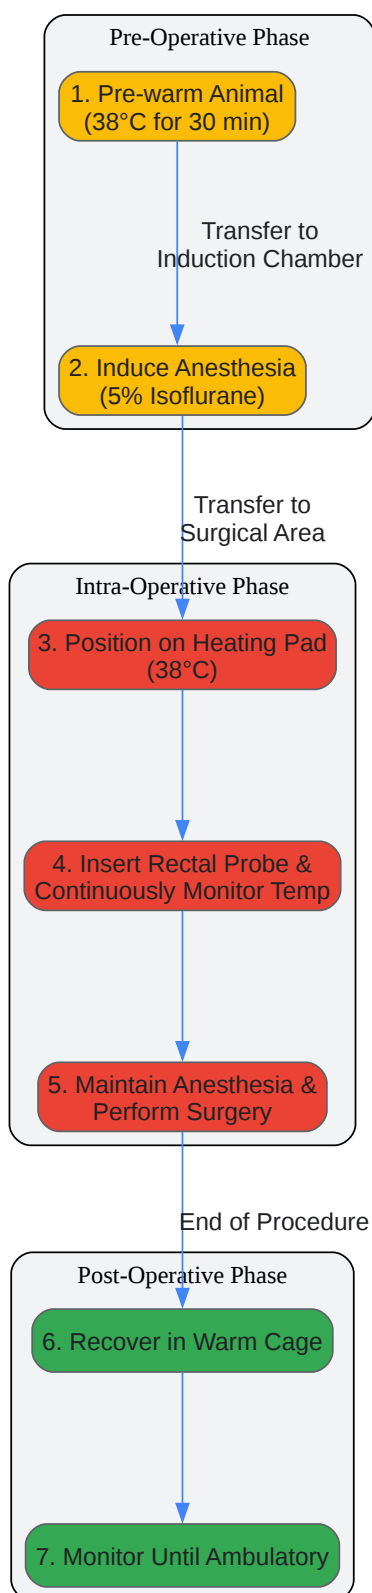 Pre-Operative Phase
1. Pre-warm Animal
(38°C for 30 min)
Transfer to
Induction Chamber
2. Induce Anesthesia
(5% Isoflurane)
Transfer to
Surgical Area
Intra-Operative Phase
3. Position on Heating Pad
(38°C)
4. Insert Rectal Probe &
Continuously Monitor Temp
5. Maintain Anesthesia &
Perform Surgery
End of Procedure
Post-Operative Phase
6. Recover in Warm Cage
7. Monitor Until Ambulatory